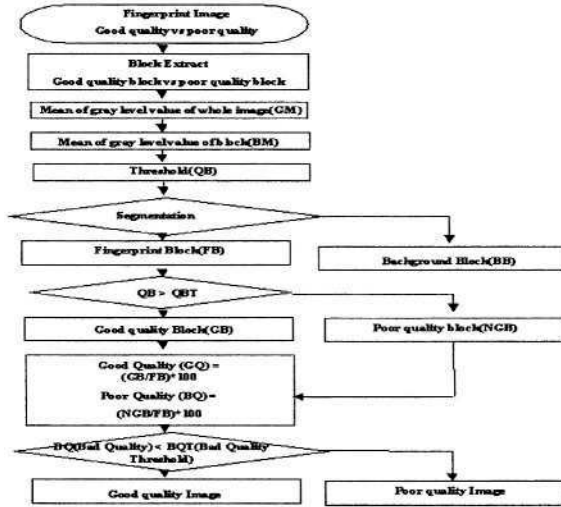 Fingerprint Image
Good quality vs poor quality
Block Extract
Good quality block vs poor quality block
Mean of gray level value of whole image(GM)
Mean of gray level value of block(BM)
Threshold(QB)
Segmentation
Fingerprint Block(FB)
Background Block(BB)
QB > QBT
Good quality Block(GB)
Poor quality block(NGB)
Good Quality (GQ) =
(GB/FB)*100
Poor Quality (BQ) =
(NGB/FB)*100
BQ(Bad Quality) < BQT(Bad Quality
Threshold)
Good quality Image
Poor quality Image